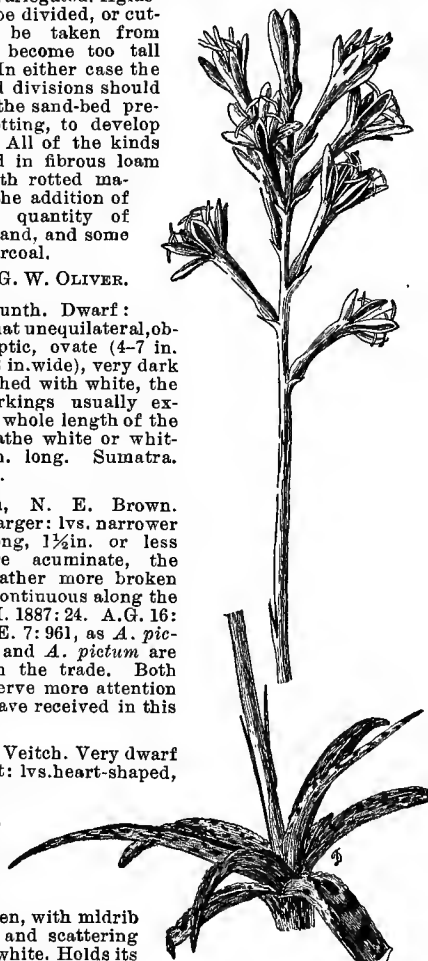 be divided, or cut-
be taken from
become too tall
In either case the
divisions should
the sand-bed pre-
otting, to develop
All of the kinds
in fibrous loam
th rotted ma-
he addition of
quantity of
and, and some
rcoal.
G. W. OLIVER.
unth. Dwarf:
at unequilateral, ob-
ptic, ovate (4-7 in.
in. wide), very dark
hed with white, the
rkings usually ex-
whole length of the
athe white or whit-
n. long. Sumatra.
N. E. Brown.
arger: lvs. narrower
ong, 1½in. or less
re acuminate, the
ather more broken
ontinuous along the
I. 1887: 24. A.G. 16:
E. 7: 961, as A. pic-
and A. pictum are
n the trade. Both
erve more attention
ave received in this
Veitch. Very dwarf
t: lvs. heart-shaped,
en, with midrib
and scattering
white. Holds its